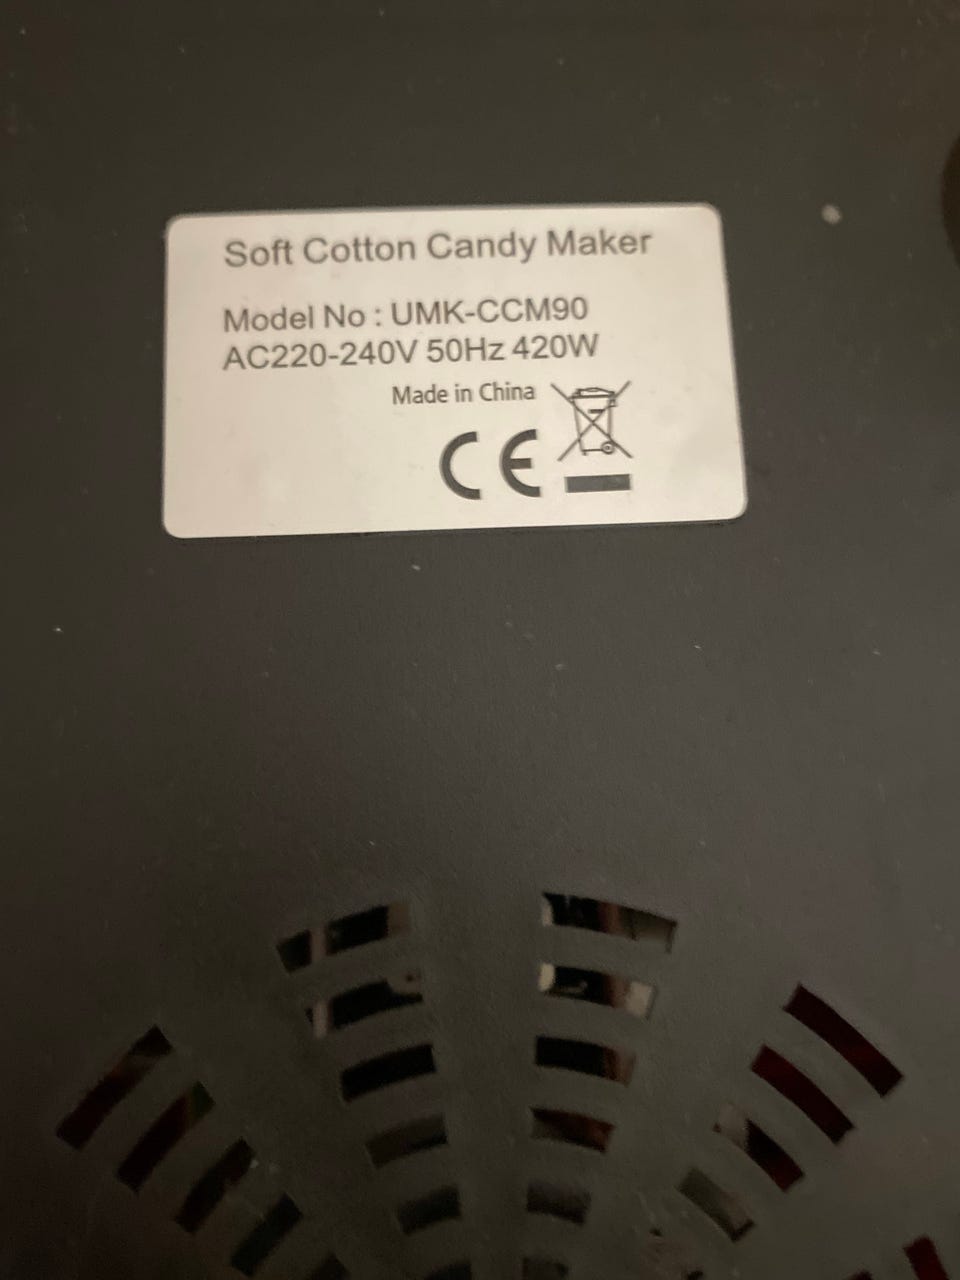 Soft Cotton Candy Maker
Model No : UMK-CCM90
AC220-240V 50Hz 420W
Made in China
CE